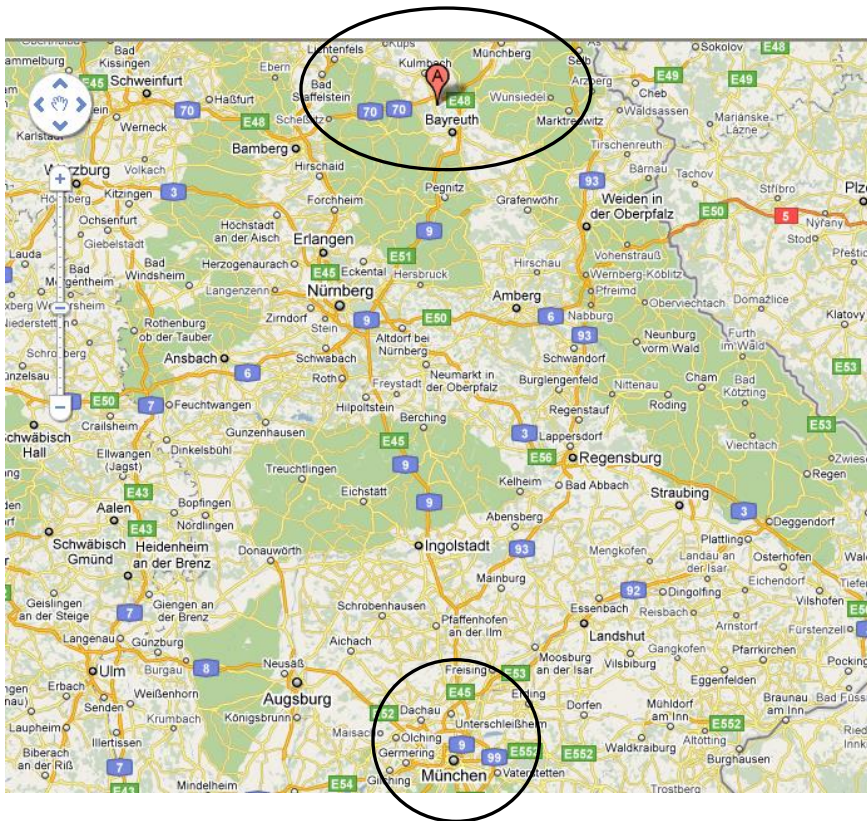 Lichtenfels
Kulmbach
Münchberg
Sokolov
E48
Bad
Schweinfurt
E45
Ebern
Bad
Staffelstein
A
Selb
Arzberg
E49
Cheb
E49
Haßfurt
70
70
70
E48
Wunsiedel
Waldsassen
Karlstadt
Werneck
E48
Scheßlitz
Bayreuth
Marktredwitz
Mariánské
Lázně
Bamberg
Tirschenreuth
Volkach
Hirschaid
Bärnau
Tachov
Kitzingen
3
Pegnitz
93
Stříbro
Forchheim
Grafenwöhr
Weiden in
der Oberpfalz
E50
5
Ochsenfurt
Giebelstadt
Höchstadt
an der Aisch
9
Nýřany
Stod
Lauda
Erlangen
E51
Vohenstrauß
Bad
Windsheim
Herzogenaurach
E45
Eckental
Hersbruck
Hirschau
Wernberg-Köblitz
Bad
Mergentheim
Langenzenn
Nürnberg
Amberg
Pfreimd
Oberviechtach
Domažlice
Klatovy
Rothenburg
ob der Tauber
Zirndorf
Stein
9
E50
6
Nabburg
Altdorf bei
Nürnberg
93
Neunburg
vorm Wald
Furth
im Wald
Ansbach
Schwabach
Schwandorf
E53
6
Roth
Freystadt
Neumarkt in
der Oberpfalz
Burglengenfeld
Nittenau
Cham
Bad
Kötzting
E50
7
Feuchtwangen
Hilpoltstein
Berching
Regenstauf
Roding
Crailsheim
Gunzenhausen
E45
3
Lappersdorf
E53
Schwäbisch
Hall
Ellwangen
(Jagst)
Dinkelsbühl
Treuchtlingen
9
E56
Regensburg
Viechtach
Regen
E43
Bopfingen
Eichstätt
9
Kelheim
Bad Abbach
Straubing
Aalen
E43
Nördlingen
Abensberg
3
Deggendorf
Schwäbisch
Gmünd
Heidenheim
an der Brenz
Donauwörth
Ingolstadt
93
Mengkofen
Plattling
Landau an
der Isar
Osterhofen
Mainburg
92
Dingolfing
Eichendorf
Geislingen
an der Steige
7
Giengen an
der Brenz
Schrobenhausen
Pfaffenhofen
an der Ilm
Essenbach
Reisbach
Vilshofen
Langenau
Günzburg
Aichach
Landshut
Arnstorf
Fürstenzell
Ulm
Burgau
8
Neusäß
Freising
E53
Moosburg
an der Isar
Vilsbiburg
Gangkofen
Pfarrkirchen
Erbach
Weißenhorn
Augsburg
E45
Erding
Eggenfelden
Senden
Krumbach
Königsbrunn
E52
Dachau
Unterschleißheim
Dorfen
Mühldorf
am Inn
Braunau
am Inn
Laupheim
Illertissen
Olching
9
E552
E552
Waldkraiburg
E552
Altötting
Biberach
an der Riß
Germering
99
Burghausen
7
Gilching
München
Vaterstetten
E43
Mindelheim
E54
Trostberg